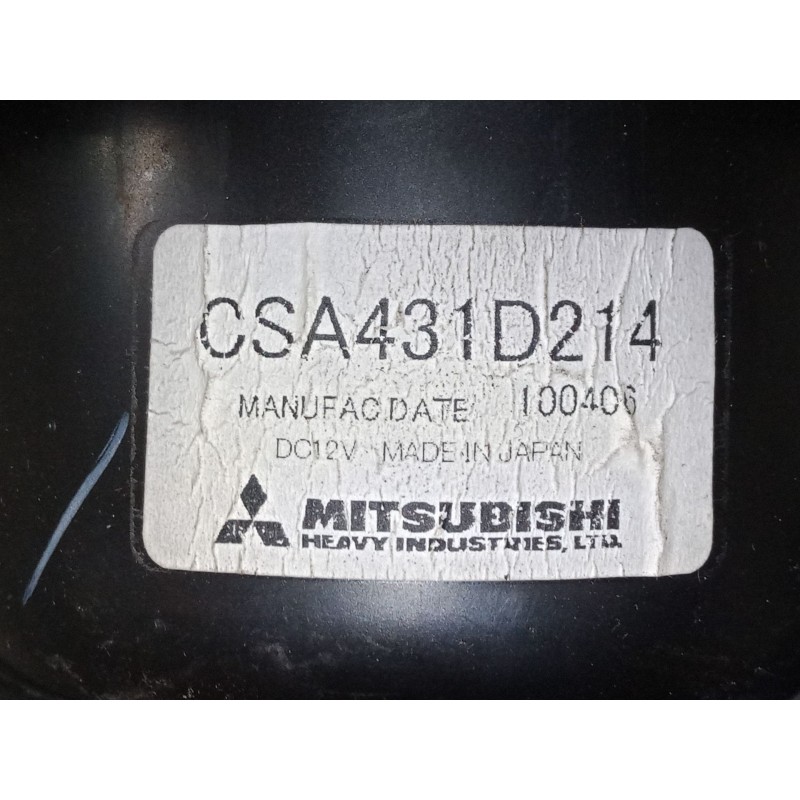 CSA431D214
MANUFAC.DATE 100406
DC12V MADE IN JAPAN
MITSUBISHI
HEAVY INDUSTRIES, LTD.